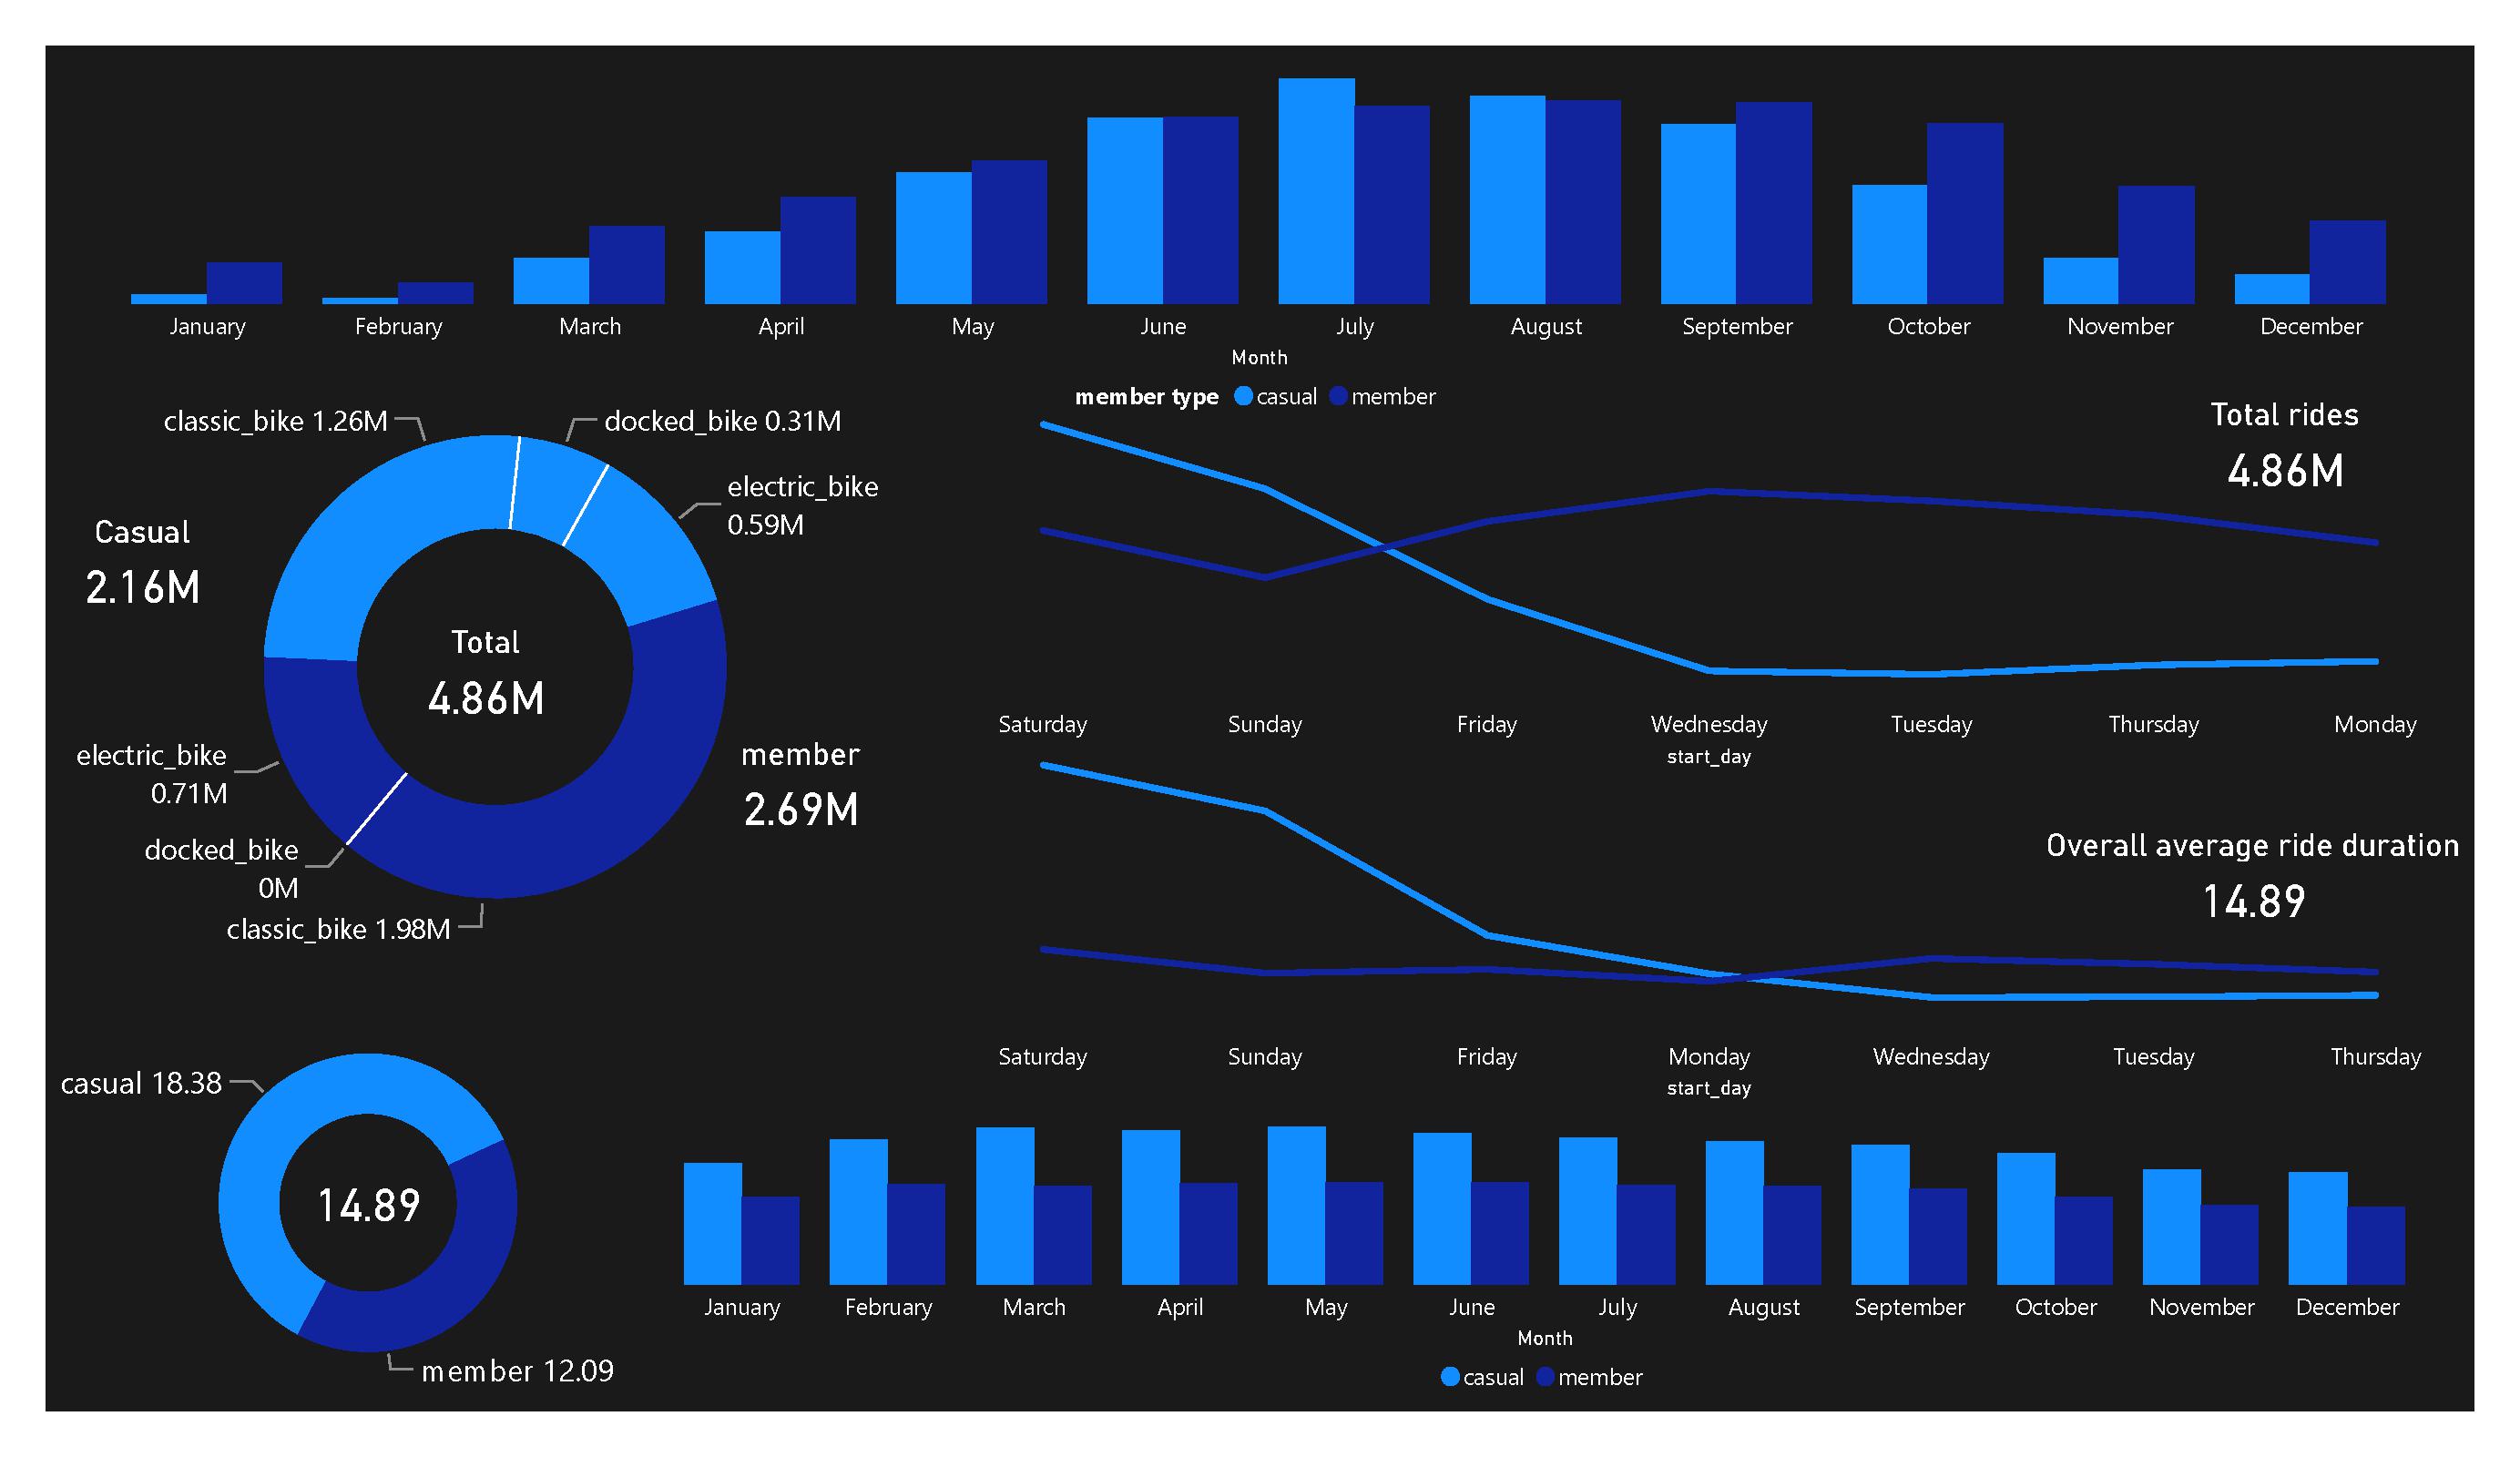 January February March April May June July August September October November December
Month
member type casual member
classic_bike 1.26M
docked_bike 0.31M
electric_bike
0.59M
Casual
2.16M
Total
4.86M
electric_bike
0.71M
docked_bike
0M
classic_bike 1.98M
member
2.69M
Total rides
4.86M
Saturday Sunday Friday Wednesday Tuesday Thursday Monday
start_day
Overall average ride duration
14.89
Saturday Sunday Friday Monday Wednesday Tuesday Thursday
start_day
casual 18.38
14.89
member 12.09
January February March April May June July August September October November December
Month
casual member